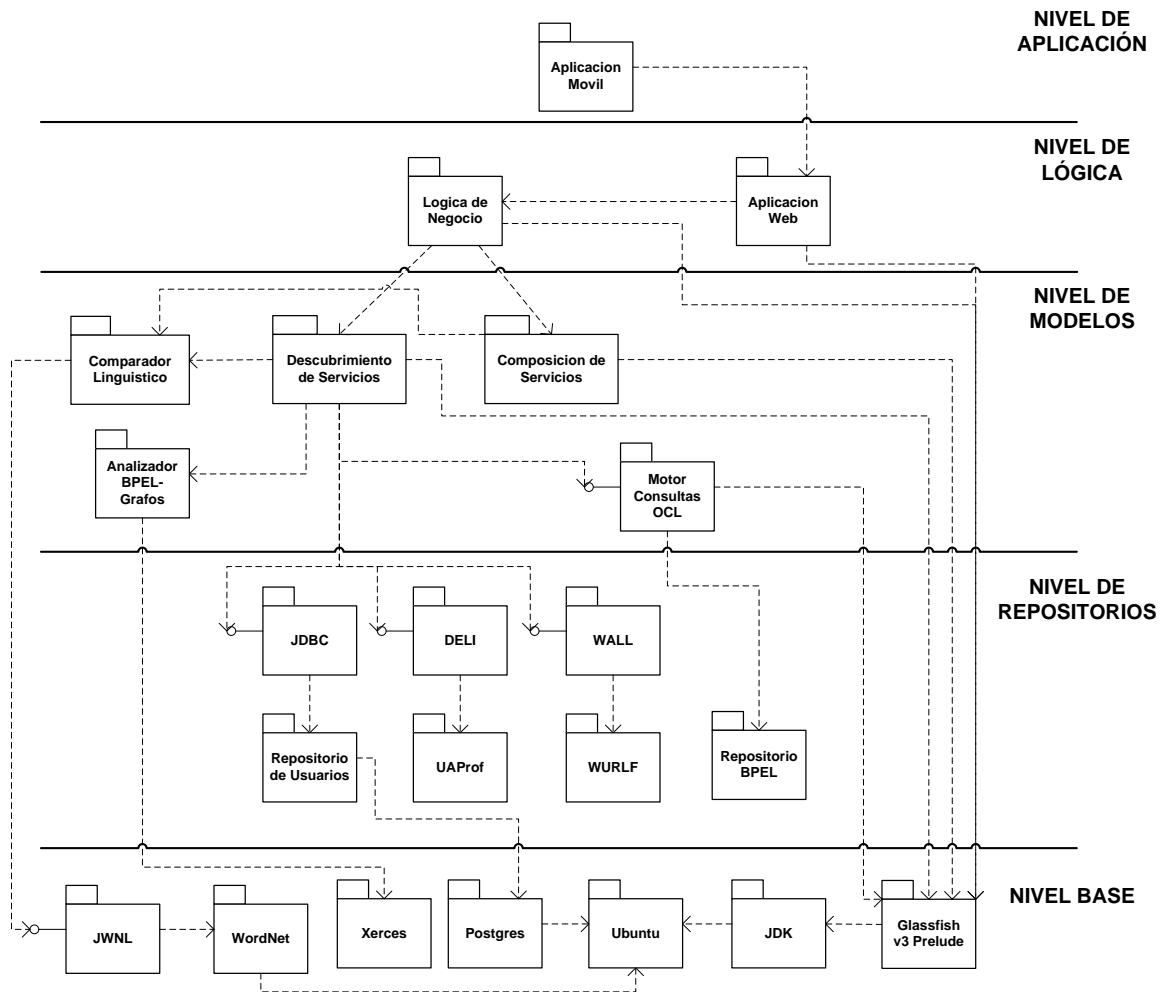 NIVEL DE
APLICACIÓN
Aplicacion
Movil
NIVEL DE
LÓGICA
Logica de
Negocio
Aplicacion
Web
NIVEL DE
MODELOS
Comparador
Linguistico
Descubrimiento
de Servicios
Composicion de
Servicios
Analizador
BPEL-
Grafos
Motor
Consultas
OCL
NIVEL DE
REPOSITORIOS
JDBC
DELI
WALL
Repositorio
de Usuarios
UAProf
WURLF
Repositorio
BPEL
NIVEL BASE
JWNL
WordNet
Xerces
Postgres
Ubuntu
JDK
Glassfish
v3 Prelude